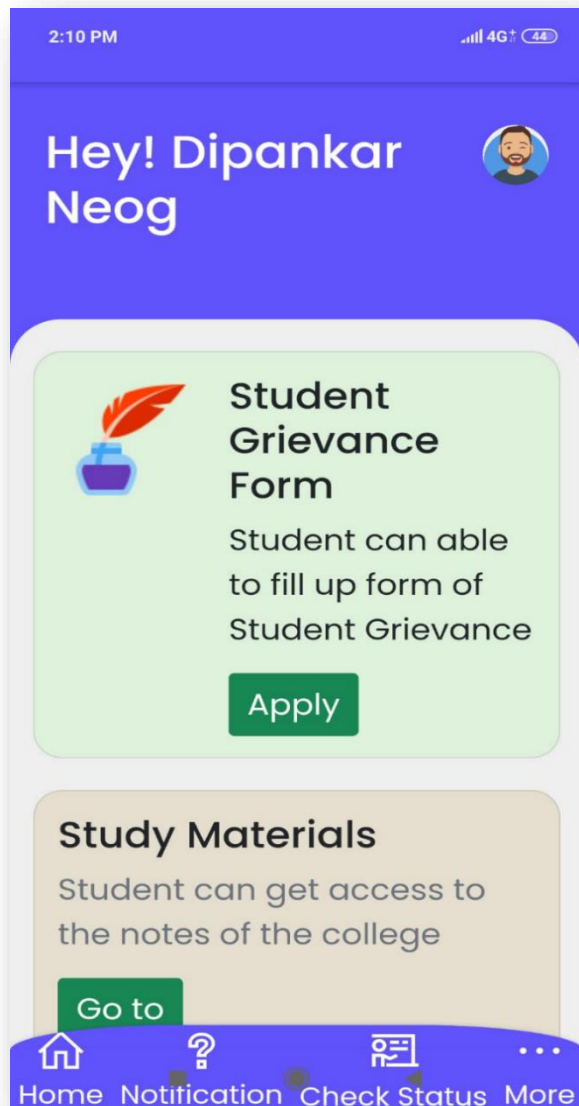 2:10 PM 4G+ 44
Hey! Dipankar
Neog
Student
Grievance
Form
Student can able
to fill up form of
Student Grievance
Apply
Study Materials
Student can get access to
the notes of the college
Go to
Home Notification Check Status More